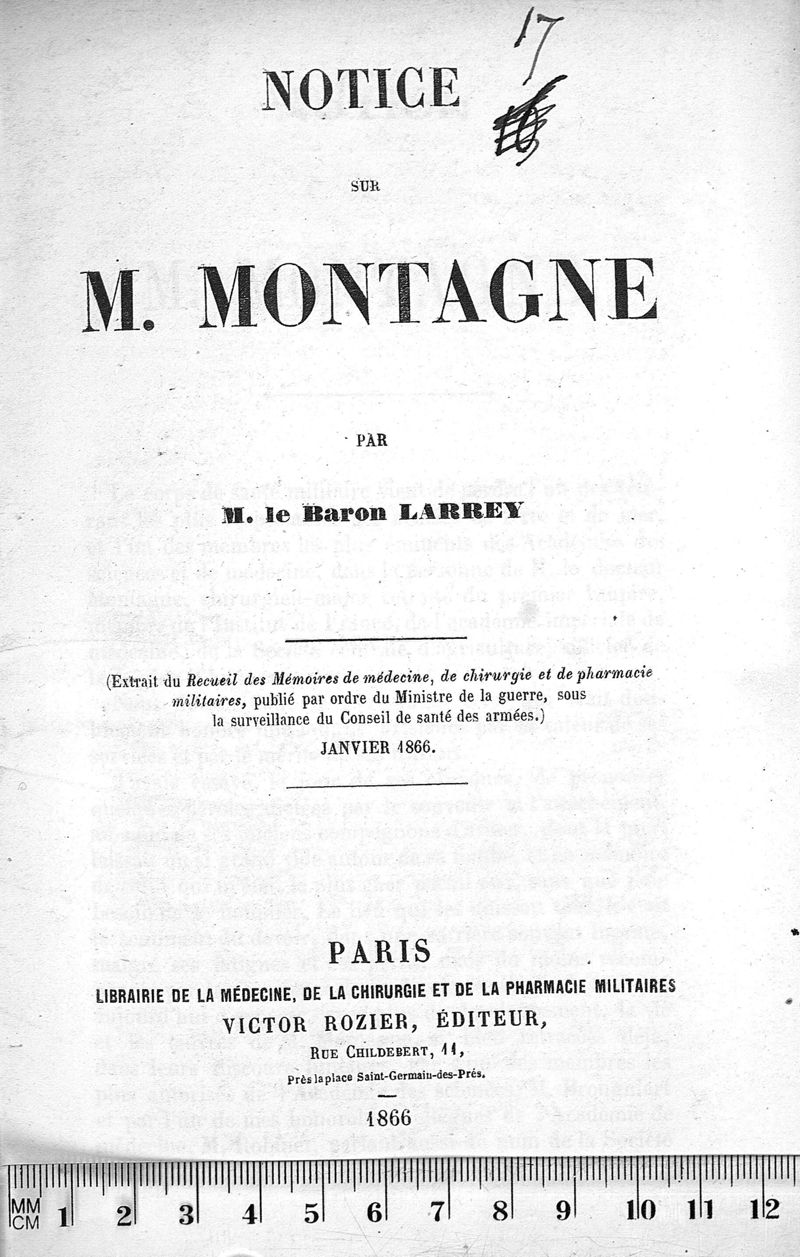 17
NOTICE
SUR
M. MONTAGNE
PAR
M. le Baron LARREY
(Extrait du Recueil des Mémoires de médecine, de chirurgie et de pharmacie
militaires, publié par ordre du Ministre de la guerre, sous
la surveillance du Conseil de santé des armées.)
JANVIER 1866.
PARIS
LIBRAIRIE DE LA MÉDECINE, DE LA CHIRURGIE ET DE LA PHARMACIE MILITAIRES
VICTOR ROZIER, ÉDITEUR,
RUE CHILDEBERT, 11,
Près la place Saint-Germain-des-Prés.
1866
MM
CM 1 2 3 4 5 6 7 8 9 10 11 12